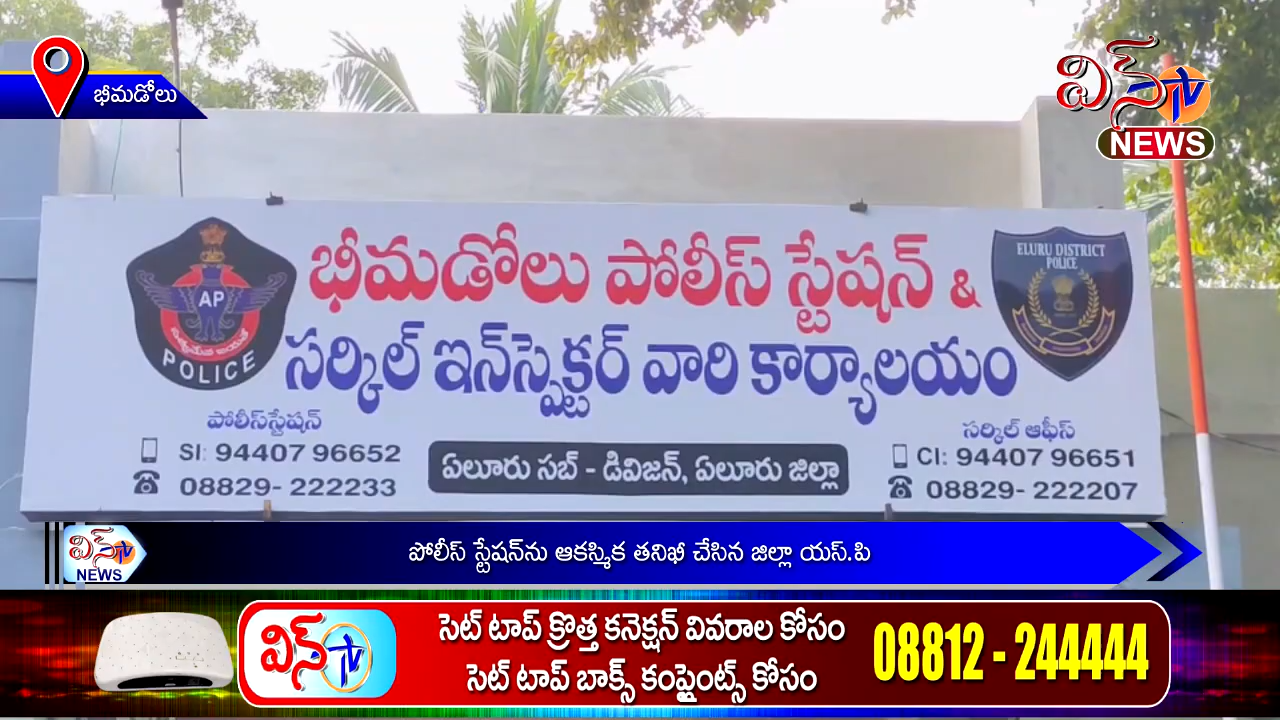 భీమడోలు
విన్ TV
NEWS
భీమడోలు పోలీస్ స్టేషన్ &
సర్కిల్ ఇన్‌స్పెక్టర్ వారి కార్యాలయం
AP
POLICE
ELURU DISTRICT
POLICE
పోలీస్‌స్టేషన్
SI: 94407 96652
08829- 222233
ఏలూరు సబ్ - డివిజన్, ఏలూరు జిల్లా
సర్కిల్ ఆఫీస్
CI: 94407 96651
08829- 222207
విన్ TV
NEWS
పోలీస్ స్టేషన్‌ను ఆకస్మిక తనిఖీ చేసిన జిల్లా యస్.పి
విన్ TV
సెట్ టాప్ క్రొత్త కనెక్షన్ వివరాల కోసం
సెట్ టాప్ బాక్స్ కంప్లైంట్స్ కోసం
08812 - 244444